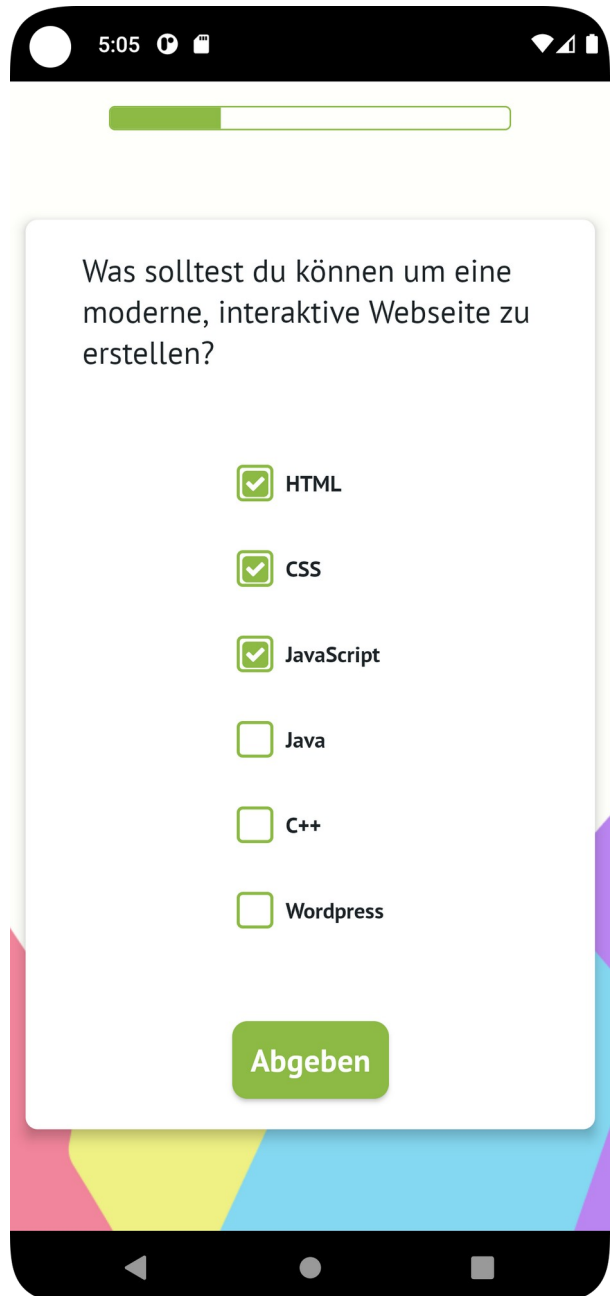 5:05
Was solltest du können um eine
moderne, interaktive Webseite zu
erstellen?
HTML
CSS
JavaScript
Java
C++
Wordpress
Abgeben